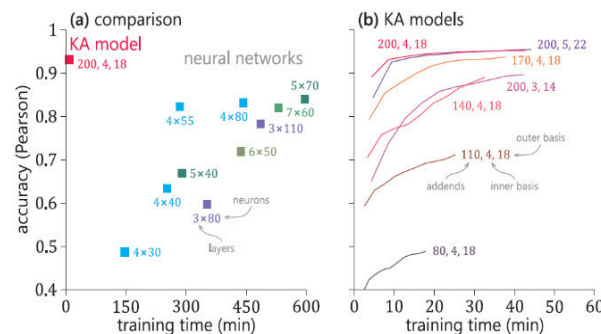 (a) comparison
KA model
200, 4, 18
neural networks
5×70
4×55
4×80
7×60
3×110
6×50
5×40
4×40
neurons
3×80
layers
4×30
accuracy (Pearson)
1
0.9
0.8
0.7
0.6
0.5
0.4
0
150
300
450
600
training time (min)
(b) KA models
200, 4, 18
200, 5, 22
170, 4, 18
200, 3, 14
140, 4, 18
outer basis
110, 4, 18
addends
inner basis
80, 4, 18
0
10
20
30
40
50
training time (min)